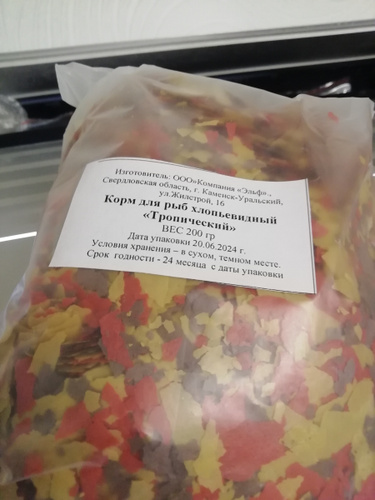 Изготовитель: ООО«Компания «Эльф».,
Свердловская область, г. Каменск-Уральский,
ул.Жилстрой, 16
Корм для рыб хлопьевидный
«Тропический»
ВЕС 200 гр
Дата упаковки 20.06.2024 г.
Условия хранения – в сухом, темном месте.
Срок годности - 24 месяца с даты упаковки